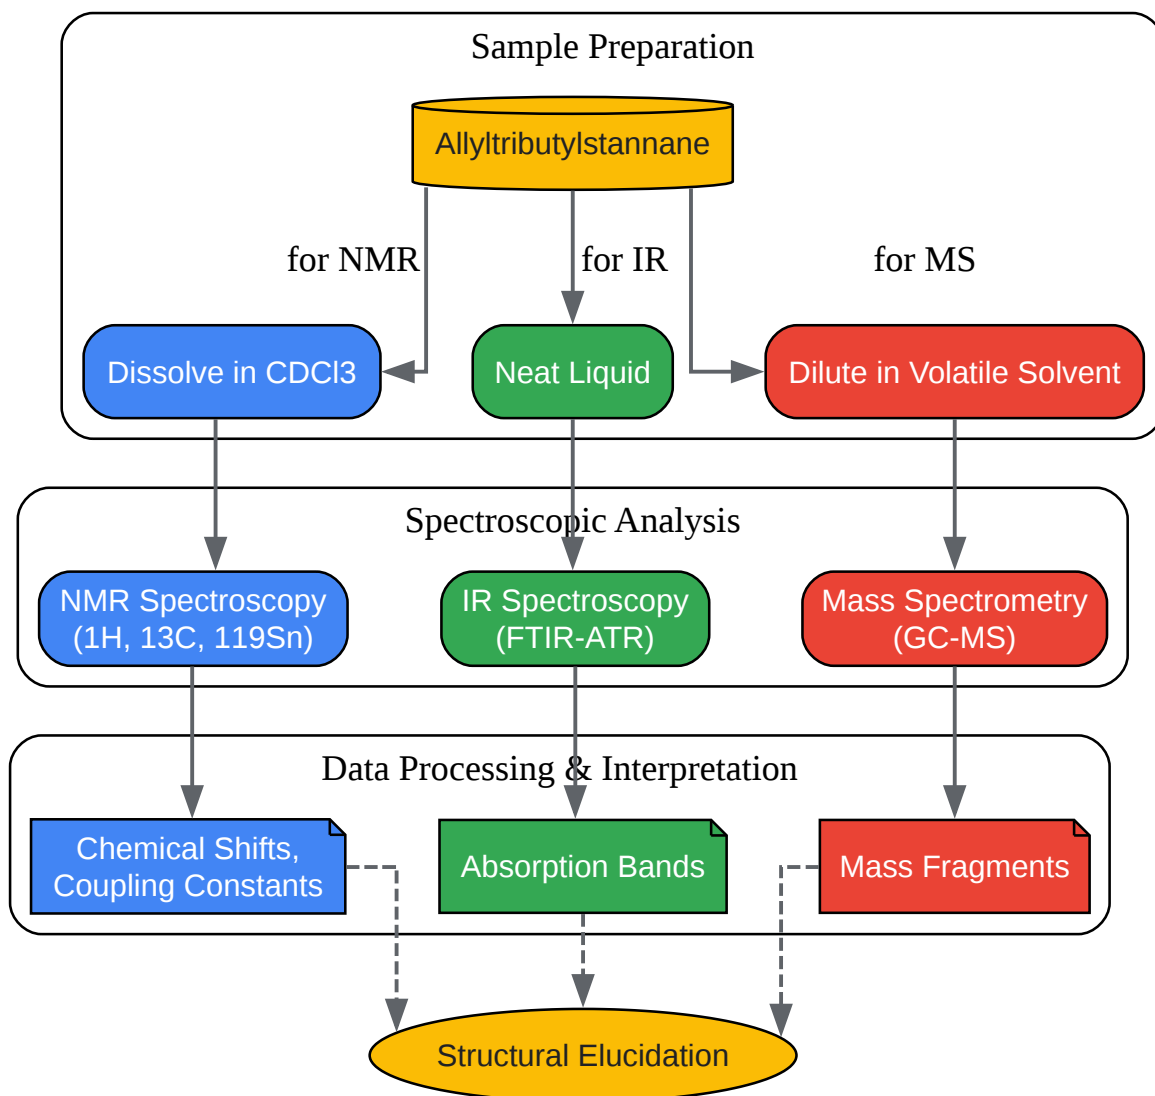 Sample Preparation
Allyltributylstannane
for NMR
for IR
for MS
Dissolve in CDCl3
Neat Liquid
Dilute in Volatile Solvent
Spectroscopic Analysis
NMR Spectroscopy
(1H, 13C, 119Sn)
IR Spectroscopy
(FTIR-ATR)
Mass Spectrometry
(GC-MS)
Data Processing & Interpretation
Chemical Shifts,
Coupling Constants
Absorption Bands
Mass Fragments
Structural Elucidation